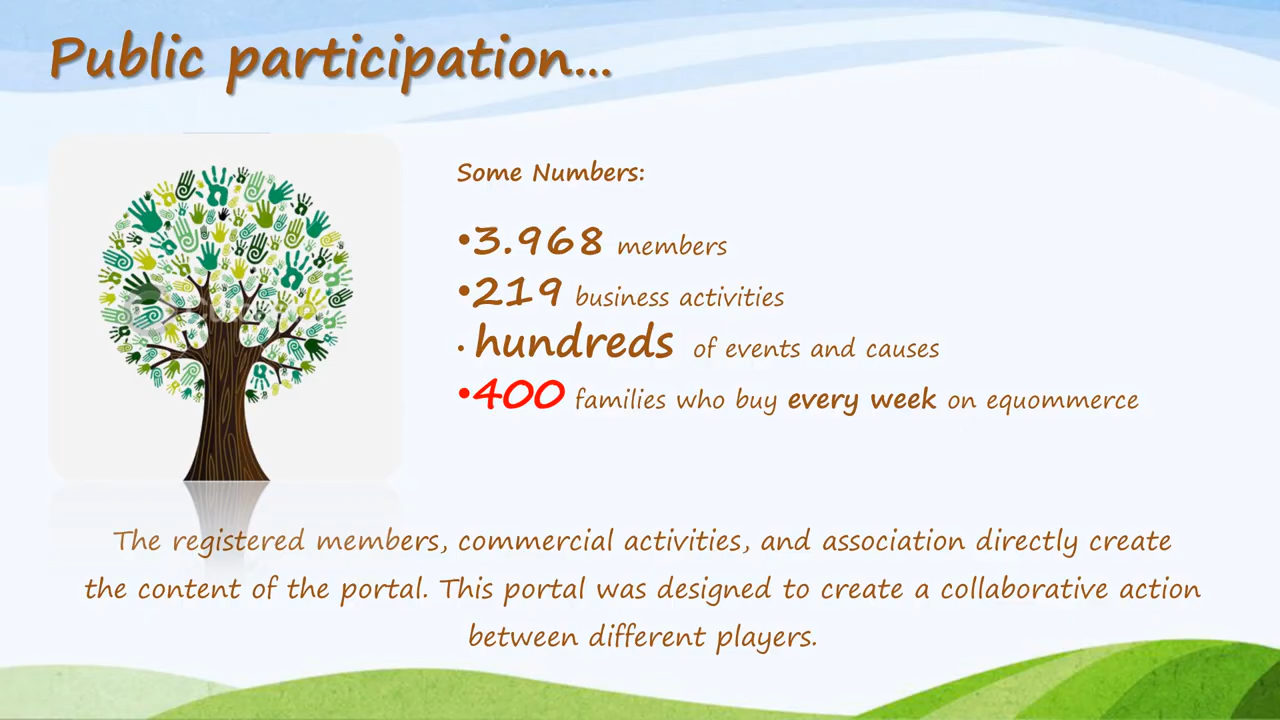 Public participation...
Some Numbers:
•3.968 members
•219 business activities
• hundreds of events and causes
•400 families who buy every week on equommerce
The registered members, commercial activities, and association directly create
the content of the portal. This portal was designed to create a collaborative action
between different players.